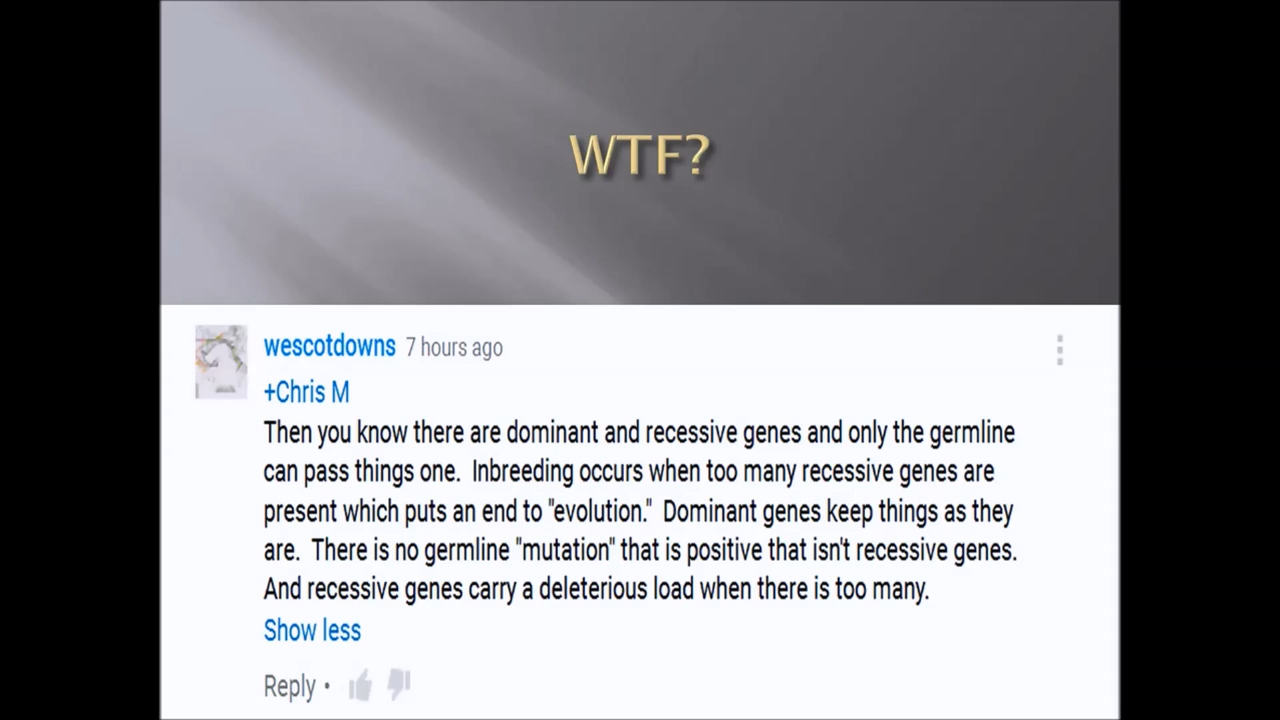 WTF?
wescotdowns 7 hours ago
+Chris M
Then you know there are dominant and recessive genes and only the germline
can pass things one. Inbreeding occurs when too many recessive genes are
present which puts an end to "evolution." Dominant genes keep things as they
are. There is no germline "mutation" that is positive that isn't recessive genes.
And recessive genes carry a deleterious load when there is too many.
Show less
Reply •